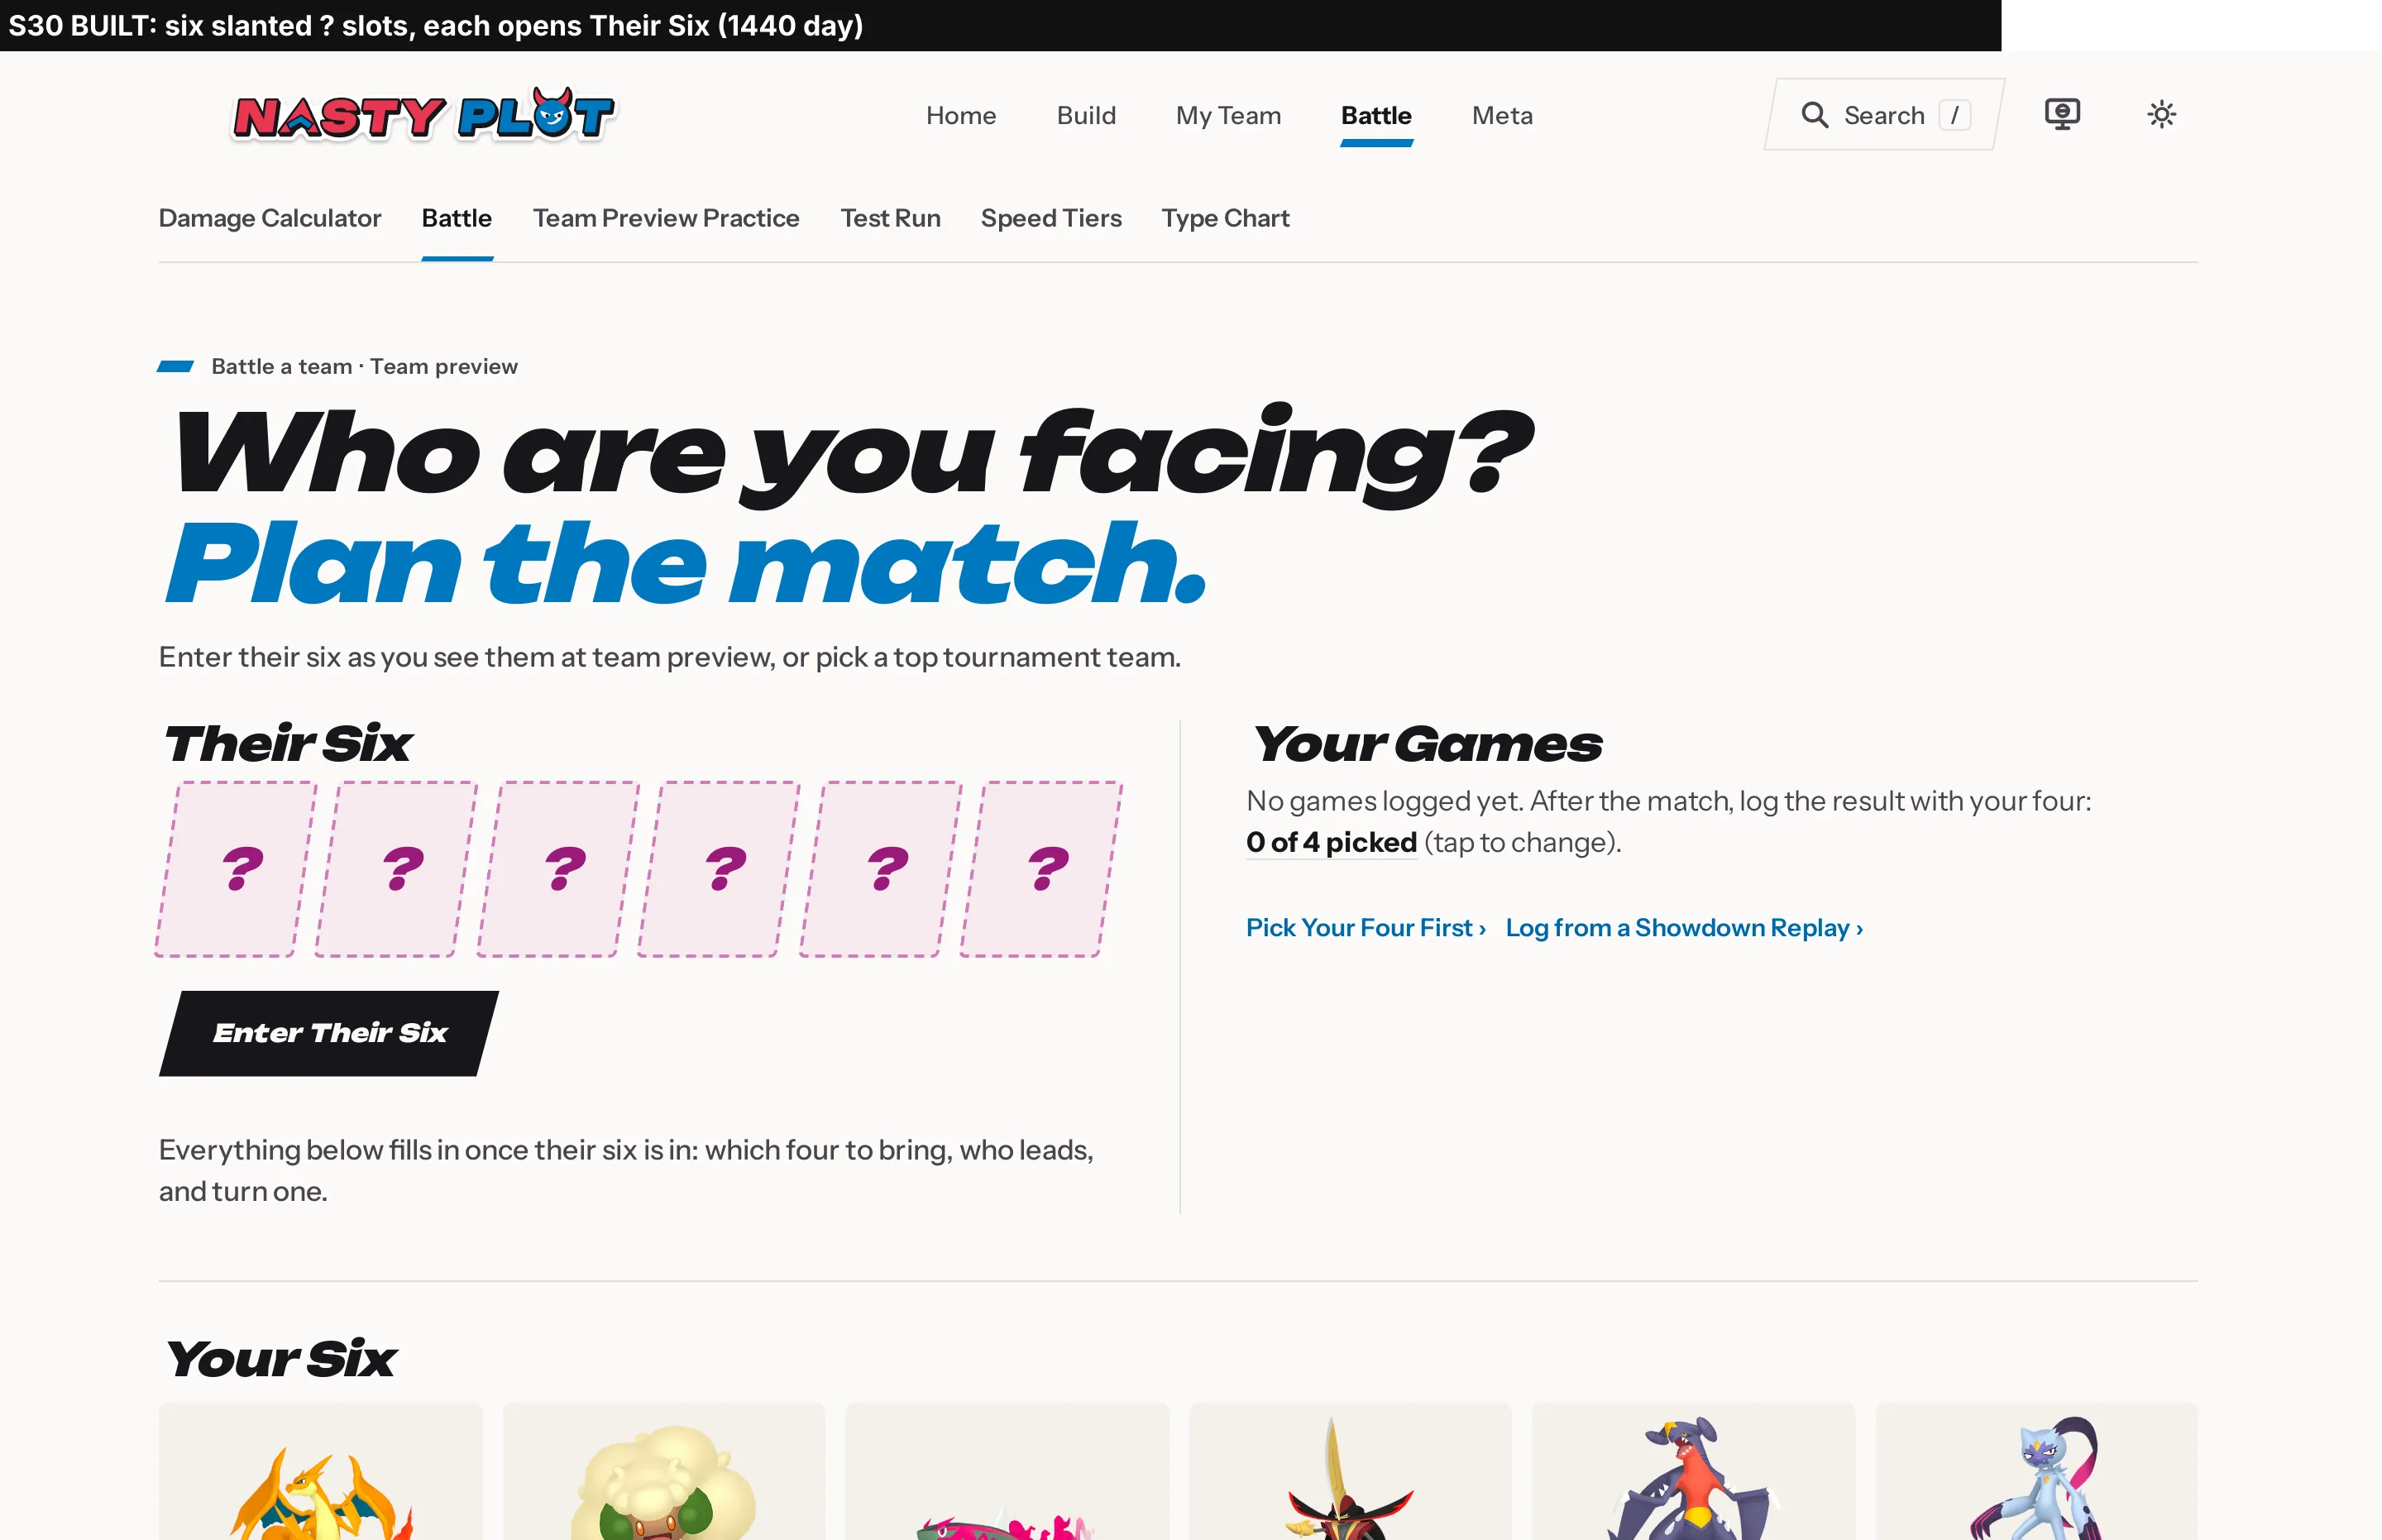 S30 BUILT: six slanted ? slots, each opens Their Six (1440 day)
NASTY PLOT
Home Build My Team Battle Meta
Search /
Damage Calculator Battle Team Preview Practice Test Run Speed Tiers Type Chart
Battle a team · Team preview
Who are you facing?
Plan the match.
Enter their six as you see them at team preview, or pick a top tournament team.
Their Six
? ? ? ? ? ?
Enter Their Six
Everything below fills in once their six is in: which four to bring, who leads,
and turn one.
Your Games
No games logged yet. After the match, log the result with your four:
0 of 4 picked (tap to change).
Pick Your Four First › Log from a Showdown Replay ›
Your Six